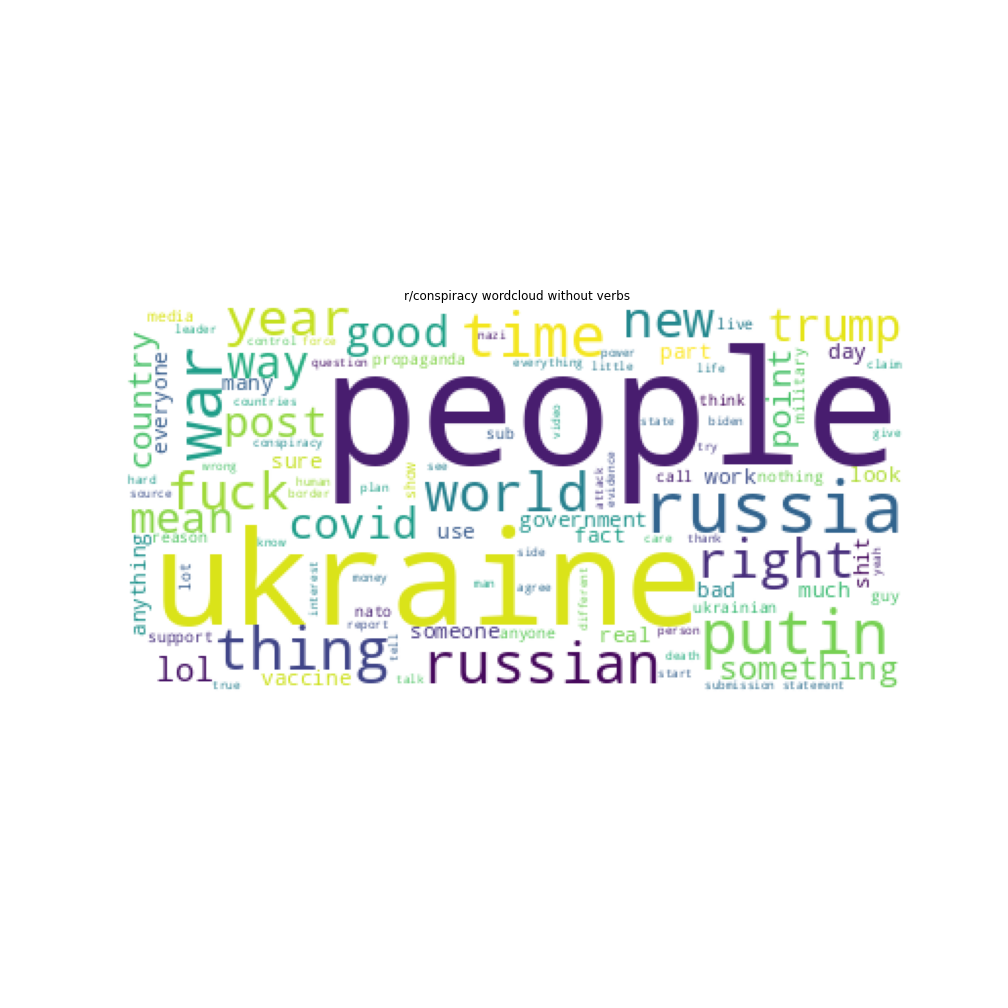 r/conspiracy wordcloud without verbs
media
leader
year
control
force
good
nazi
time
new
live
trump
country
everyone
war
way
many
countries
question
propaganda
everything
power
little
part
life
day
claim
point
military
people
post
conspiracy
sub
video
state
think
biden
try
give
hard
source
wrong
sure
human
border
plan
show
see
world
attack
evidence
call
work
nothing
look
fuck
mean
reason
covid
use
government
fact
care
thank
russia
right
shit
yeah
anything
lot
know
ukraine
interest
money
nato
report
side
man
agree
different
bad
much
guy
ukrainian
support
thing
tell
someone
anyone
real
person
putin
lol
true
vaccine
talk
russian
death
start
something
submission
statement